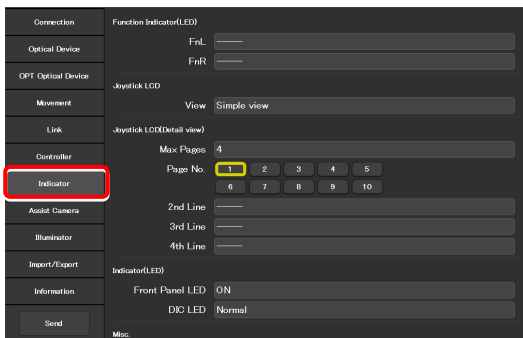 Connection
Optical Device
OPT Optical Device
Movement
Link
Controller
Indicator
Assist Camera
Illuminator
Import/Export
Information
Send
Function Indicator(LED)
FnL ———
FnR ———
Joystick LCD
View Simple view
Joystick LCD(Detail view)
Max Pages 4
Page No. 1 2 3 4 5
6 7 8 9 10
2nd Line ———
3rd Line ———
4th Line ———
Indicator(LED)
Front Panel LED ON
DIC LED Normal
Misc.